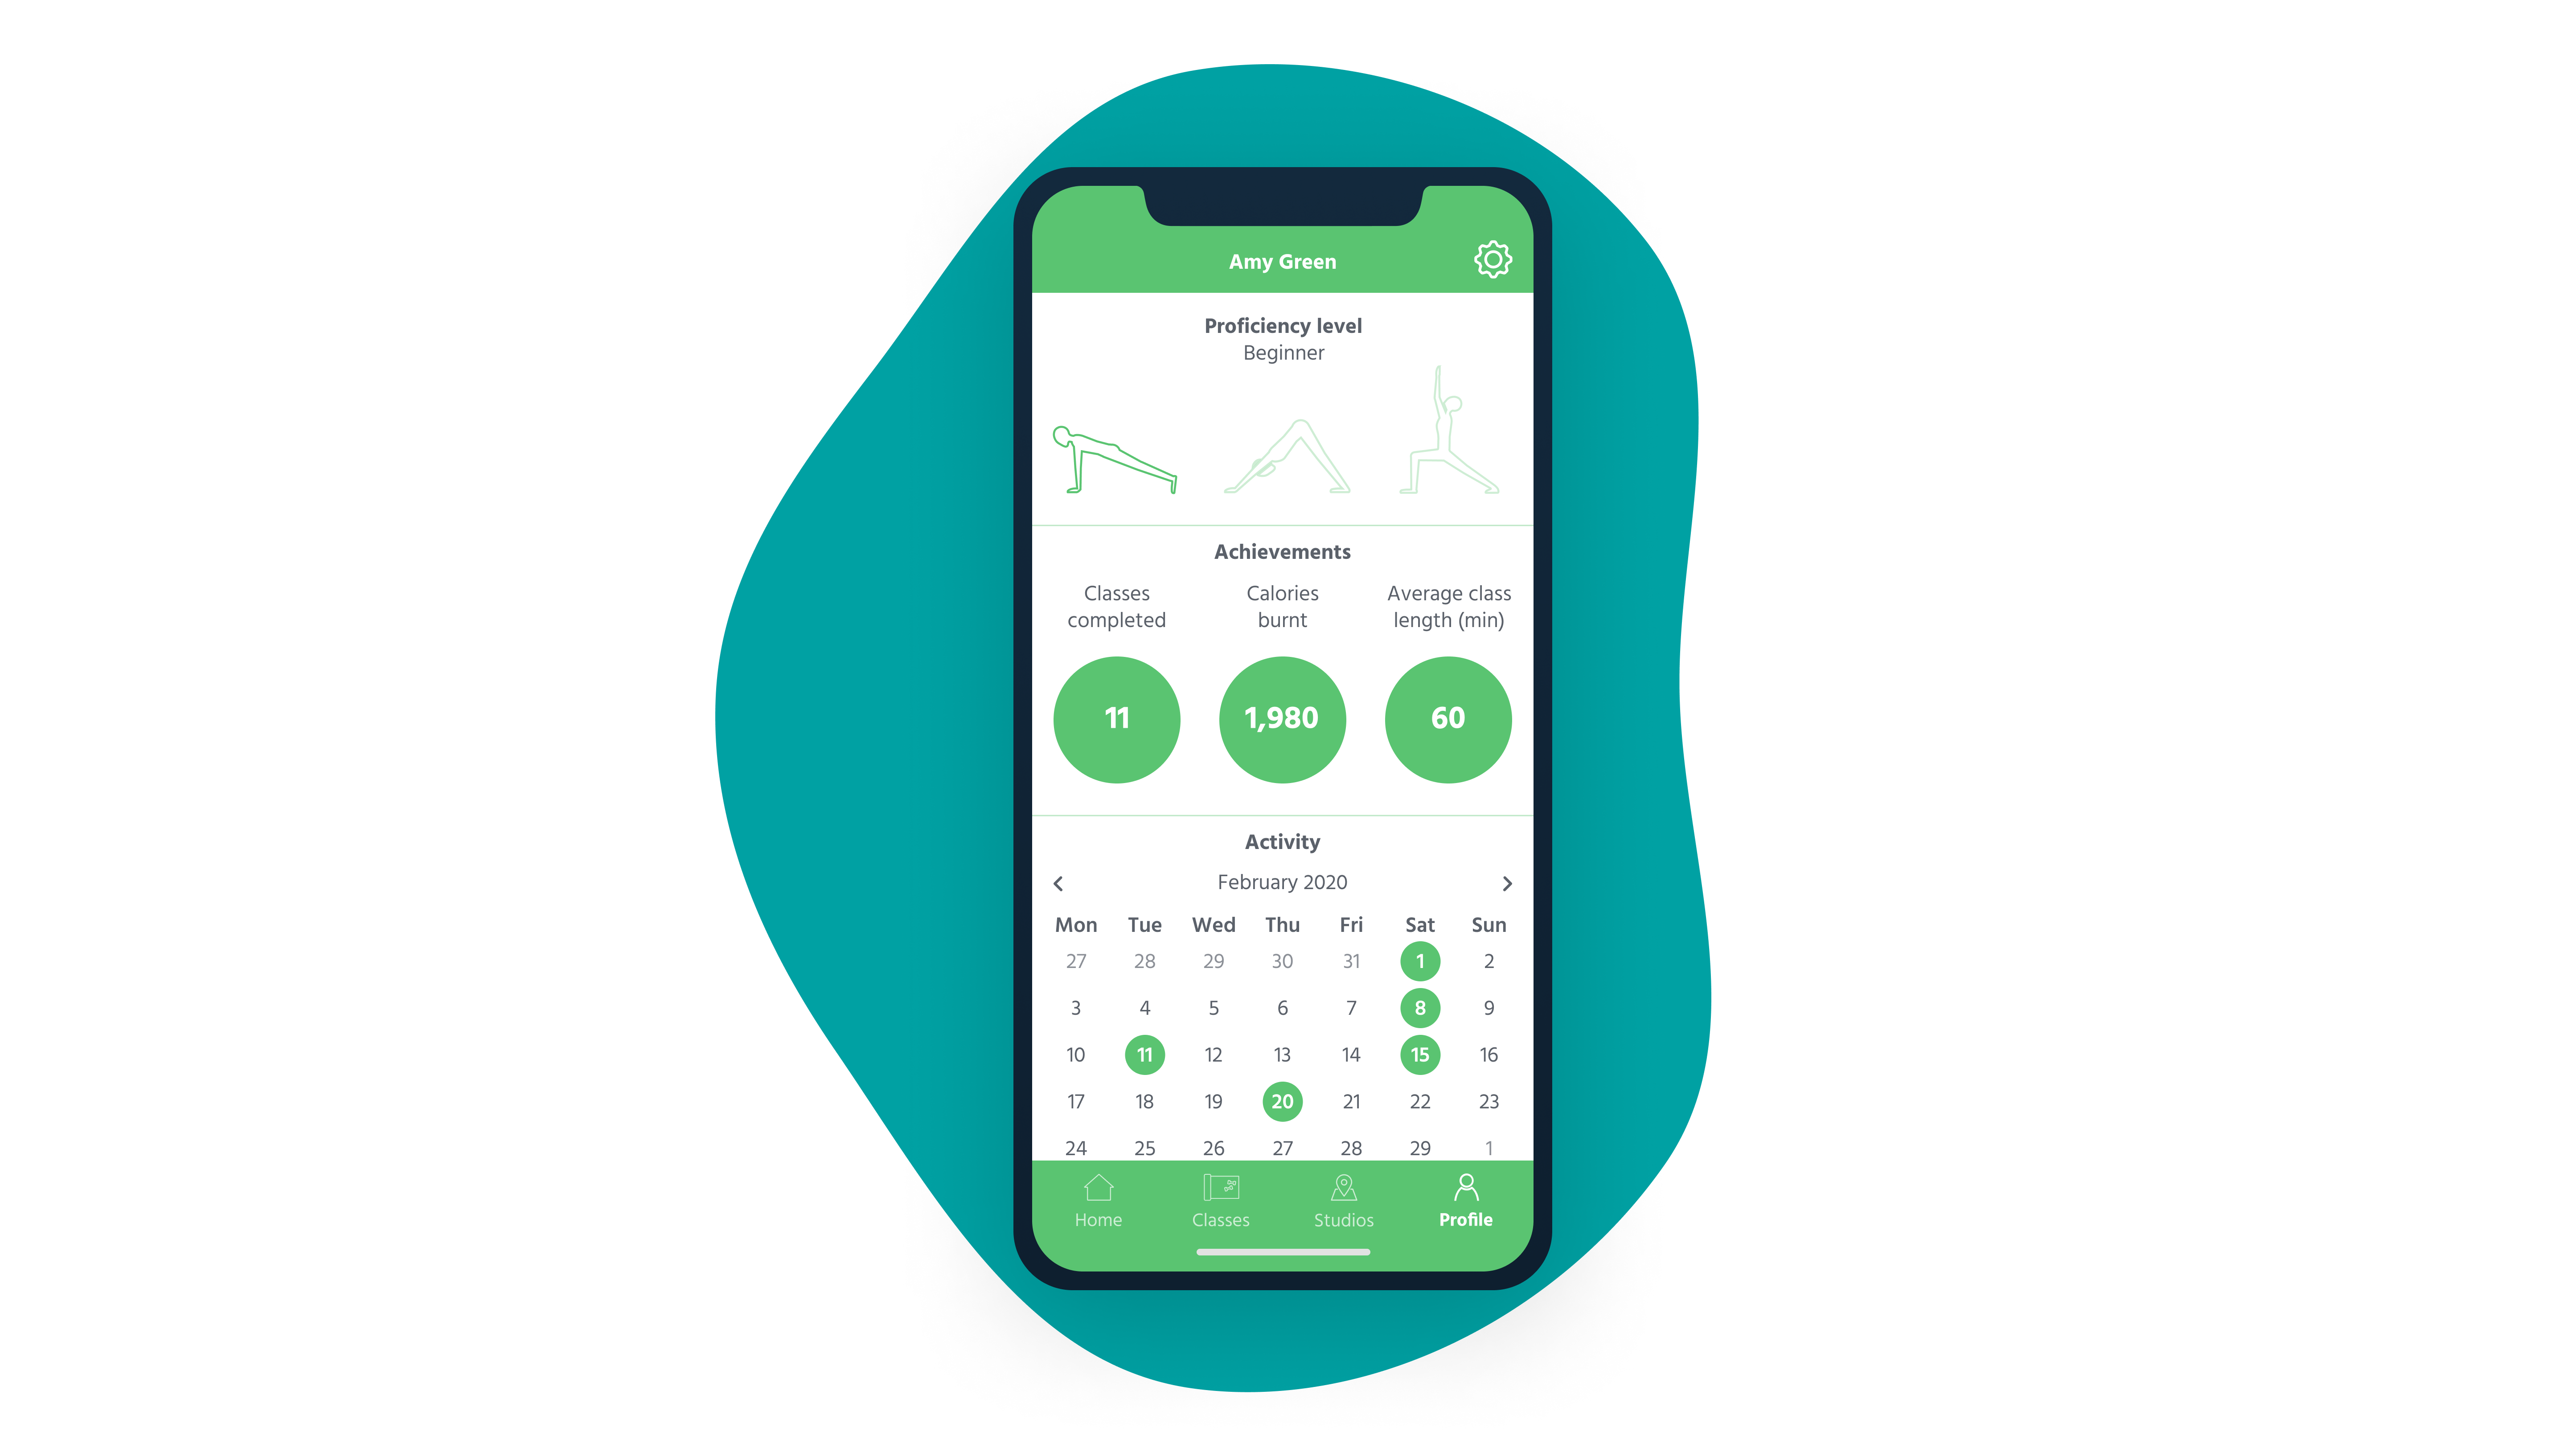 Amy Green
Proficiency level
Beginner
Achievements
Classes completed
Calories burnt
Average class length (min)
11 1,980 60
Activity
February 2020
Mon Tue Wed Thu Fri Sat Sun
27 28 29 30 31 1 2
3 4 5 6 7 8 9
10 11 12 13 14 15 16
17 18 19 20 21 22 23
24 25 26 27 28 29 1
Home Classes Studios Profile